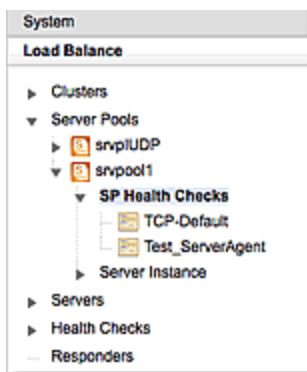 System
Load Balance
Clusters
Server Pools
srvplUDP
srvpool1
SP Health Checks
TCP-Default
Test_ServerAgent
Server Instance
Servers
Health Checks
Responders